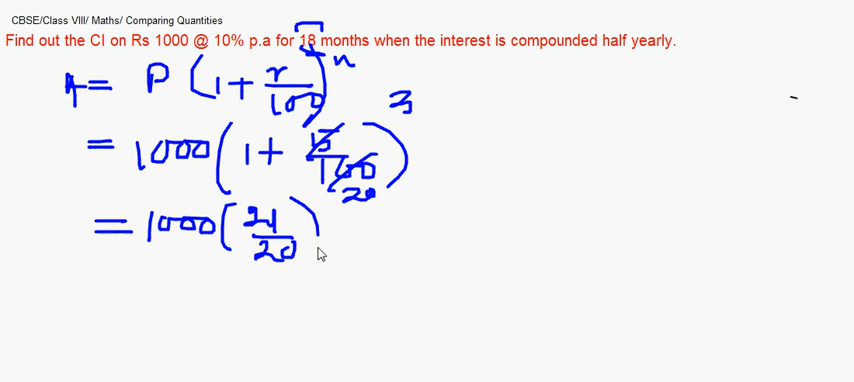 CBSE/Class VIII/ Maths/ Comparing Quantities
Find out the CI on Rs 1000 @ 10% p.a for 18 months when the interest is compounded half yearly.
A = P (1 + r/100)^n
= 1000 (1 + 5/100 20)^3
= 1000 (21/20)